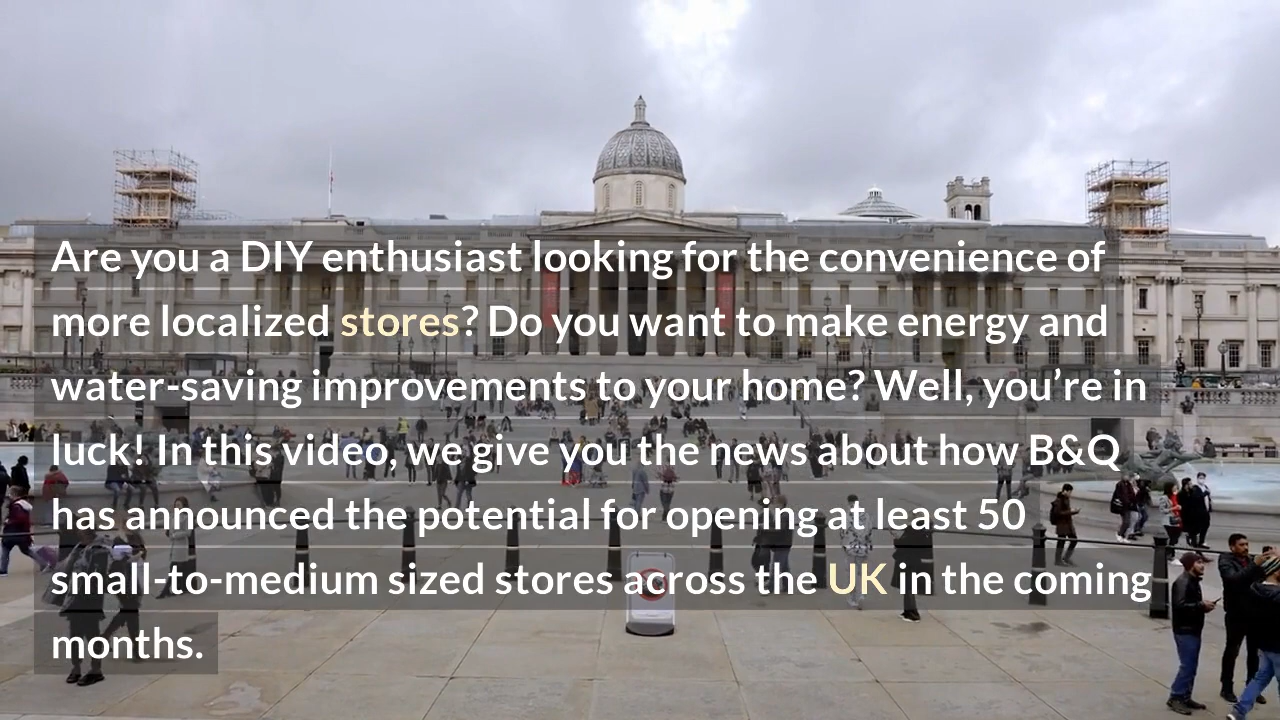 Are you a DIY enthusiast looking for the convenience of
more localized stores? Do you want to make energy and
water-saving improvements to your home? Well, you’re in
luck! In this video, we give you the news about how B&Q
has announced the potential for opening at least 50
small-to-medium sized stores across the UK in the coming
months.